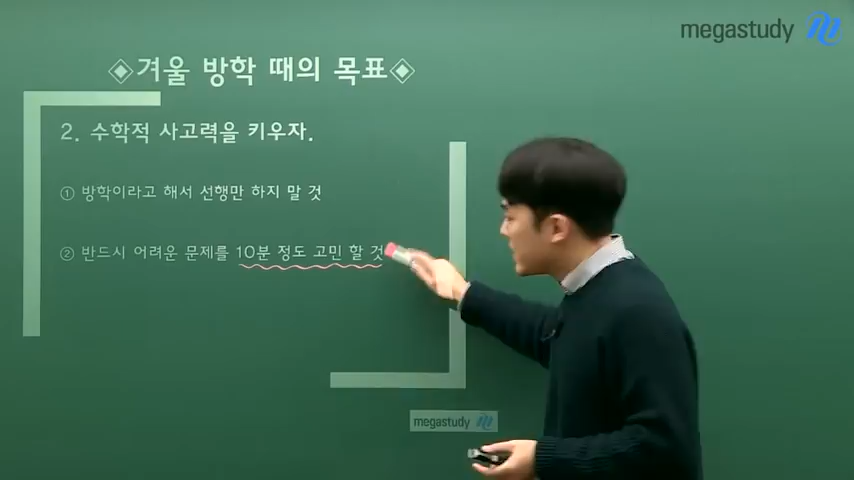 megastudy
◈겨울 방학 때의 목표◈
2. 수학적 사고력을 키우자.
① 방학이라고 해서 선행만 하지 말 것
② 반드시 어려운 문제를 10분 정도 고민 할 것
megastudy